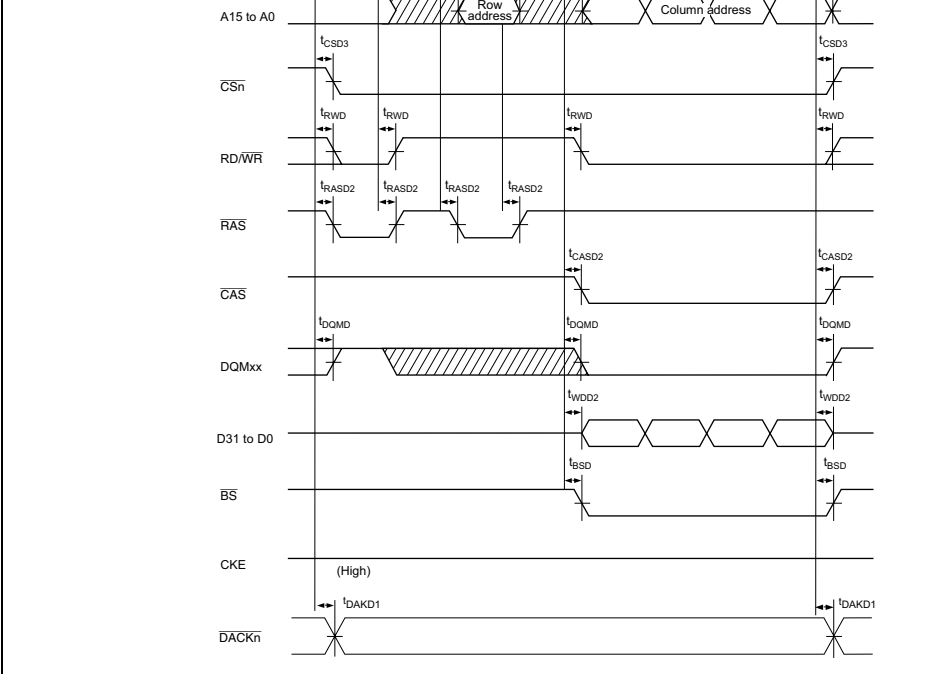 Row
A15 to A0 address Column address
tCSD3 tCSD3
CSn
tRWD tRWD tRWD tRWD
RD/WR
tRASD2 tRASD2 tRASD2 tRASD2
RAS
tCASD2 tCASD2
CAS
tDQMD tDQMD tDQMD
DQMxx
tWDD2 tWDD2
D31 to D0
tBSD tBSD
BS
CKE
(High)
tDAKD1 tDAKD1
DACKn